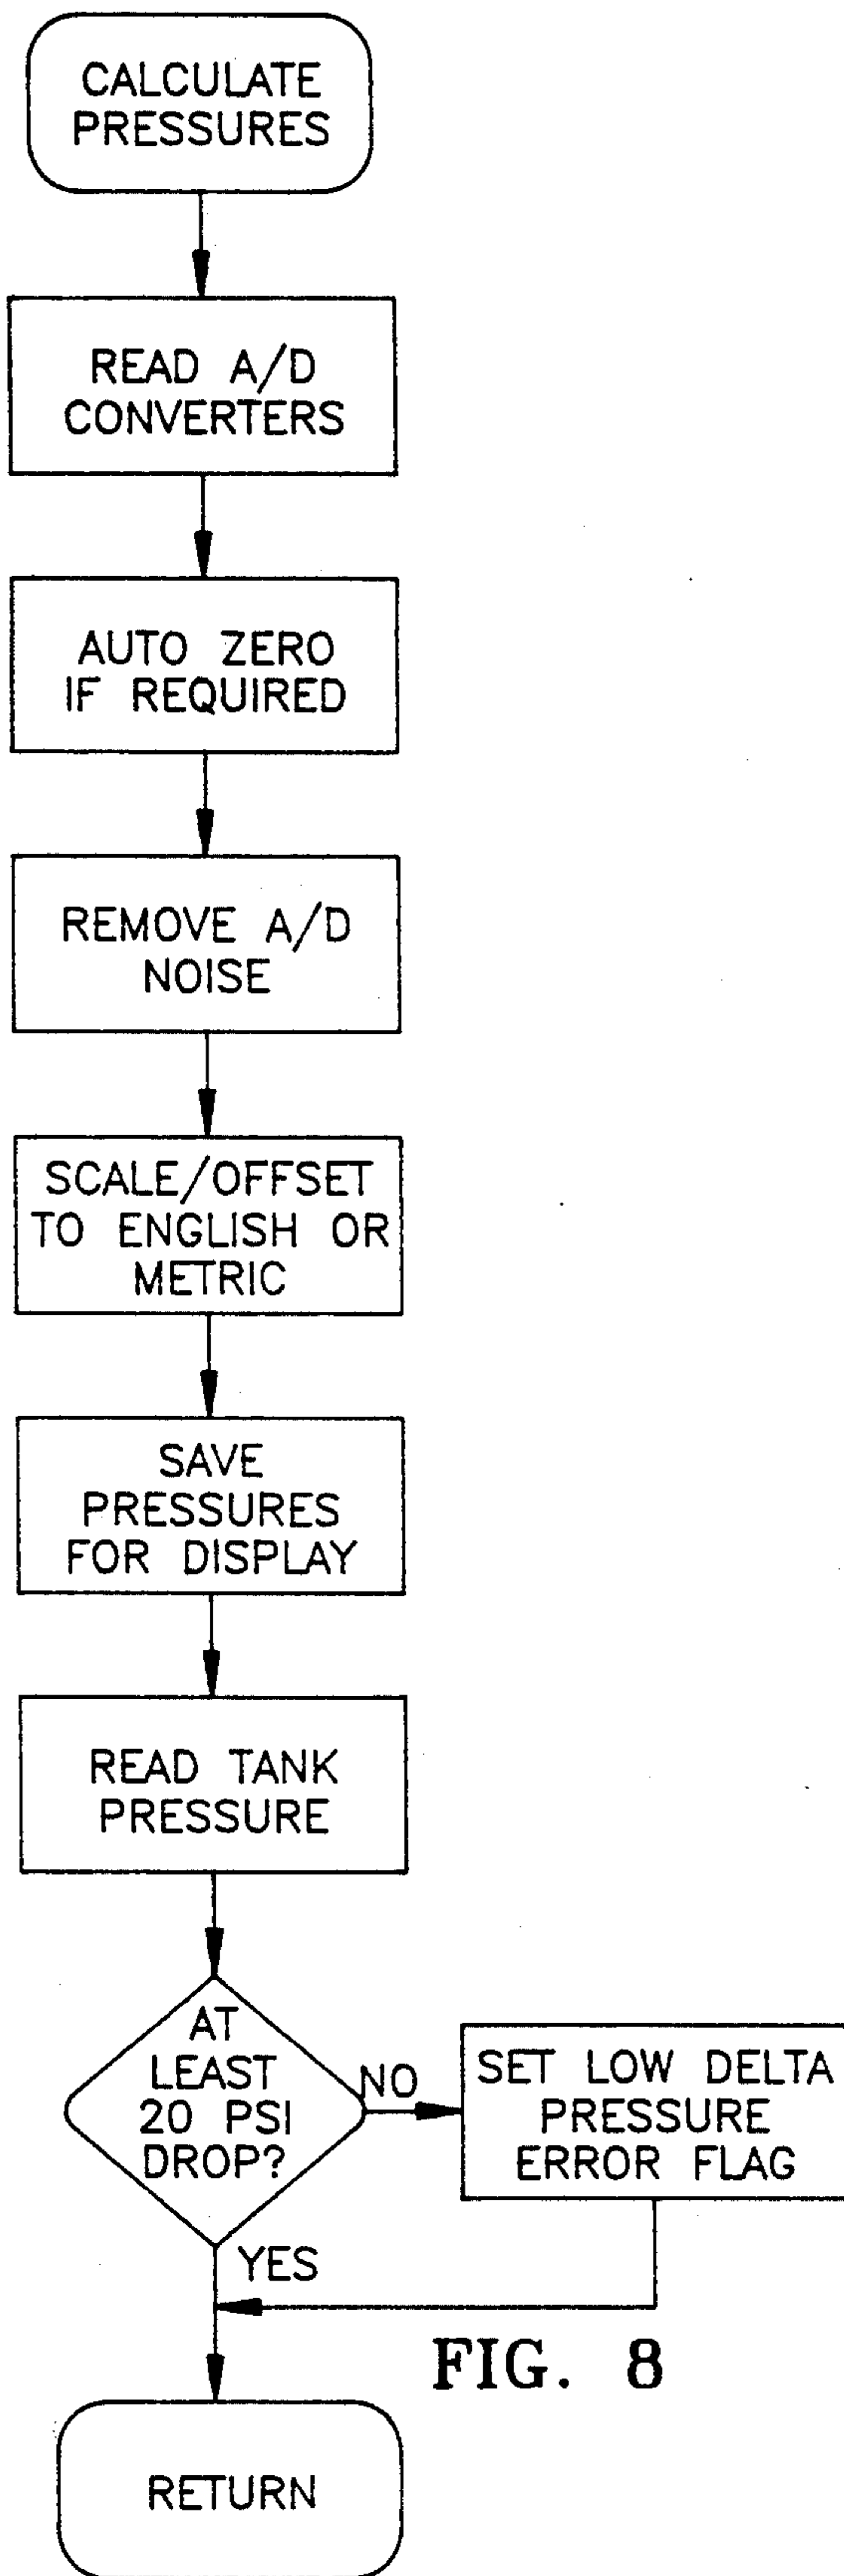 CALCULATE
PRESSURES
READ A/D
CONVERTERS
AUTO ZERO
IF REQUIRED
REMOVE A/D
NOISE
SCALE/OFFSET
TO ENGLISH OR
METRIC
SAVE
PRESSURES
FOR DISPLAY
READ TANK
PRESSURE
AT
LEAST
20 PSI
DROP?
NO
SET LOW DELTA
PRESSURE
ERROR FLAG
YES
FIG. 8
RETURN